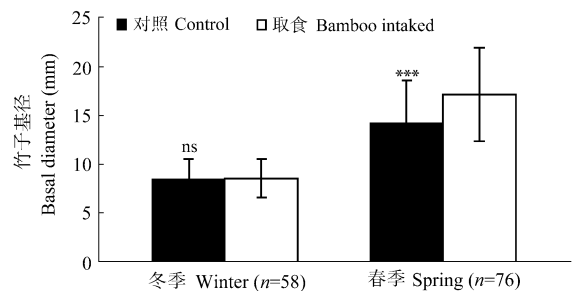 25
20
15
10
5
0
竹子基径
Basal diameter (mm)
■ 对照 Control □ 取食 Bamboo intaked
ns
***
冬季 Winter (n=58)
春季 Spring (n=76)